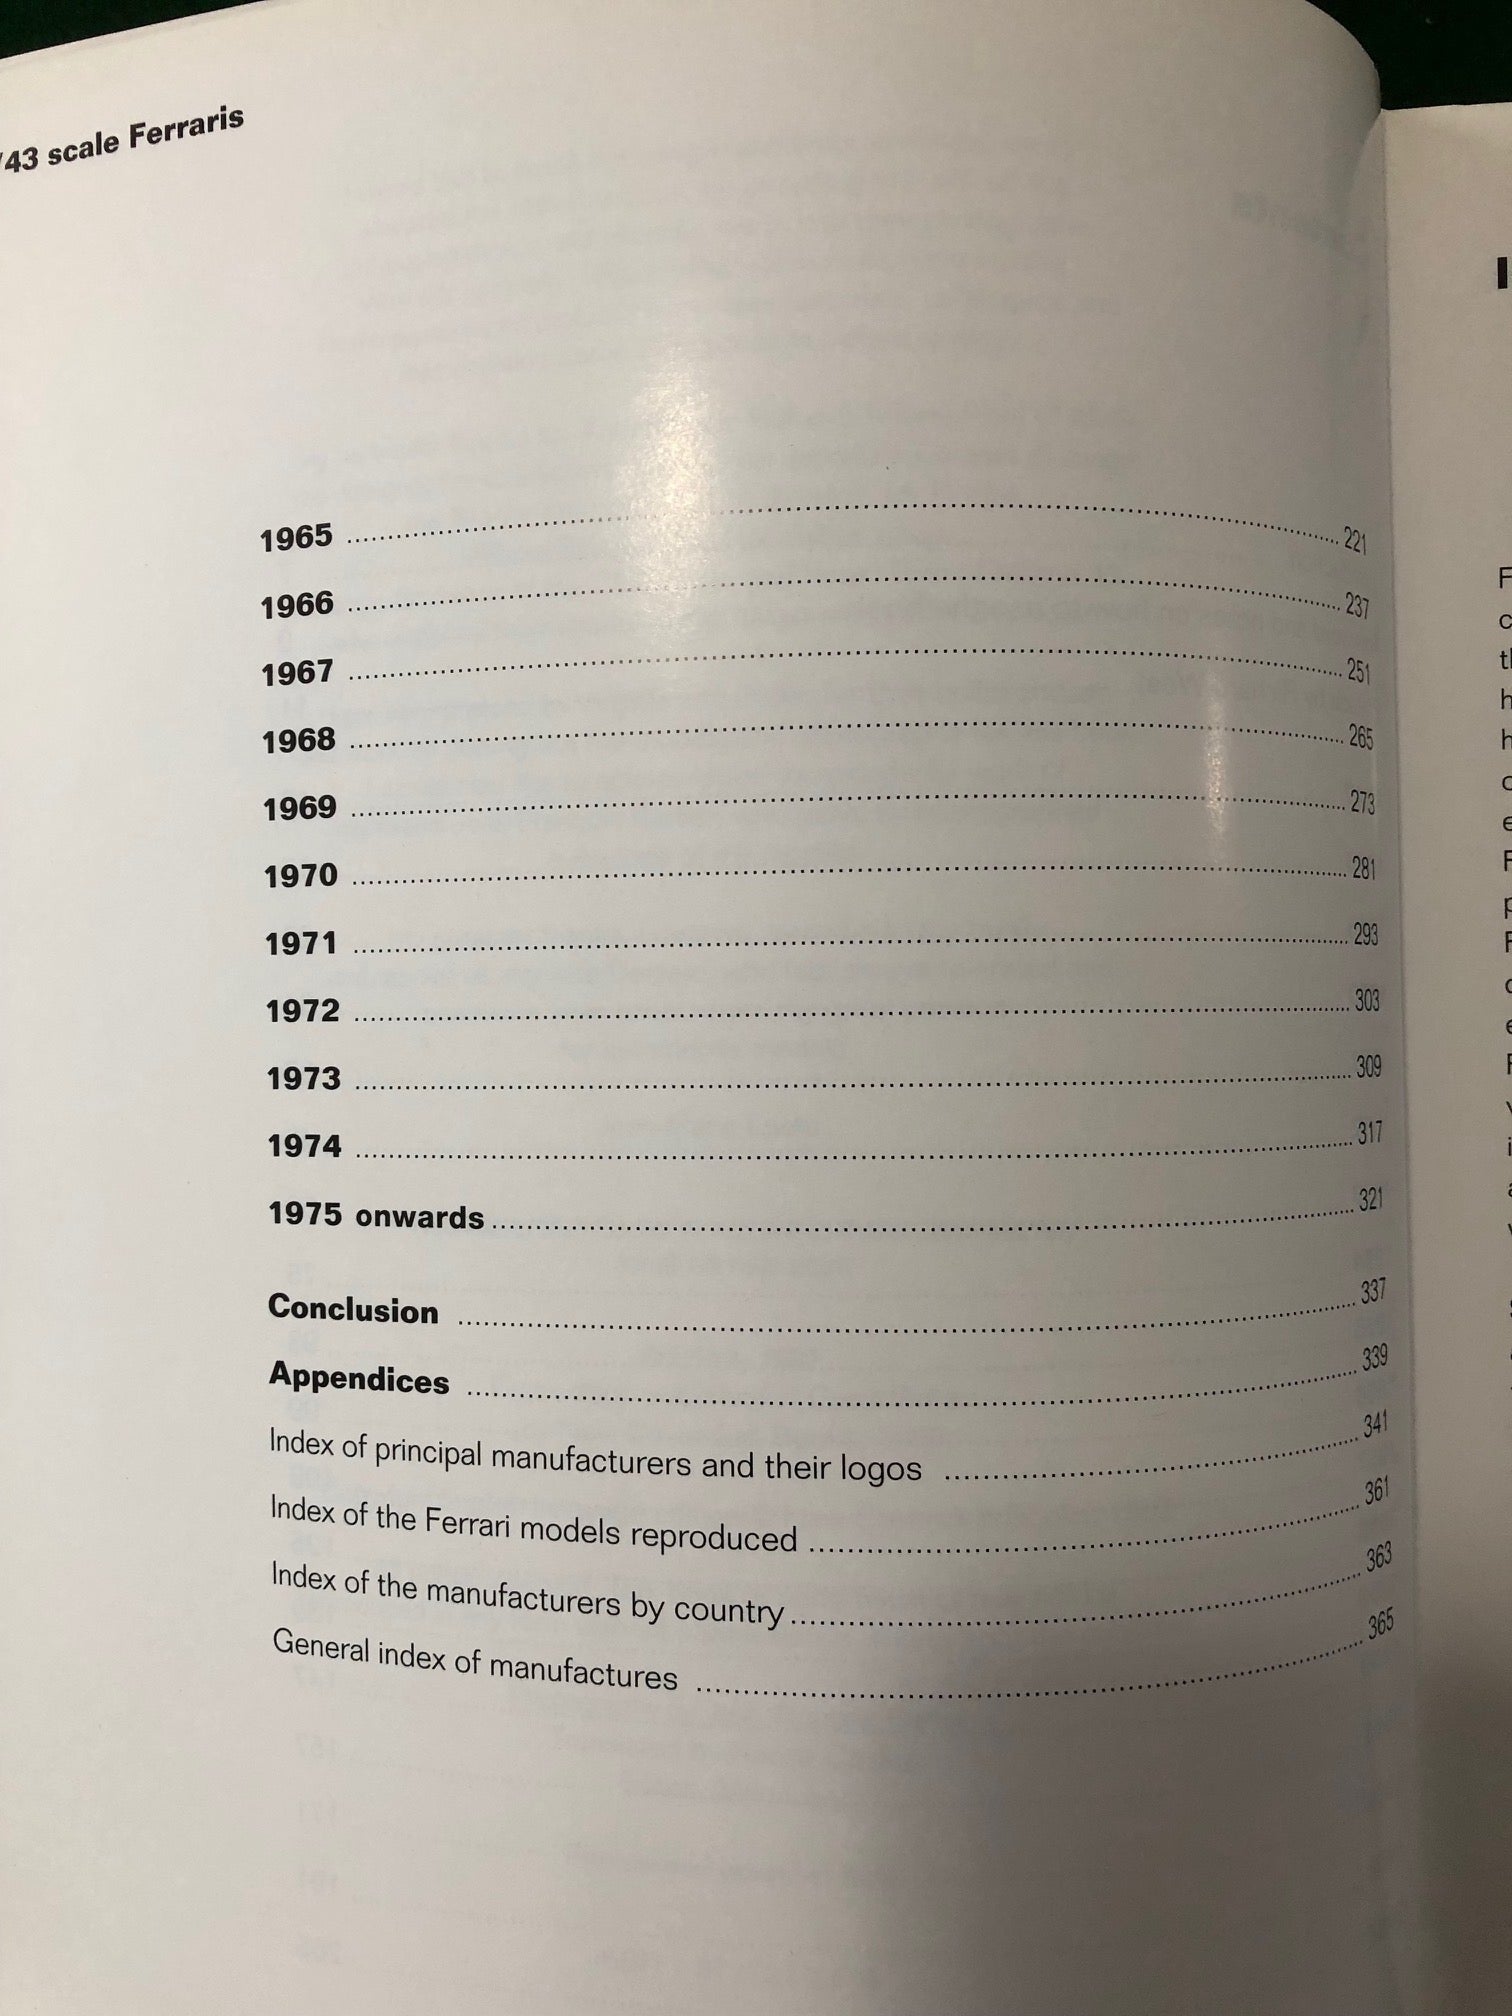 /43 scale Ferraris
1965 ........ 221
1966 ........ 237
1967 ........ 251
1968 ........ 265
1969 ........ 273
1970 ........ 281
1971 ........ 293
1972 ........ 303
1973 ........ 309
1974 ........ 317
1975 onwards ........ 321
Conclusion ........ 337
Appendices ........ 339
Index of principal manufacturers and their logos ........ 341
Index of the Ferrari models reproduced ........ 361
Index of the manufacturers by country ........ 363
General index of manufactures ........ 365